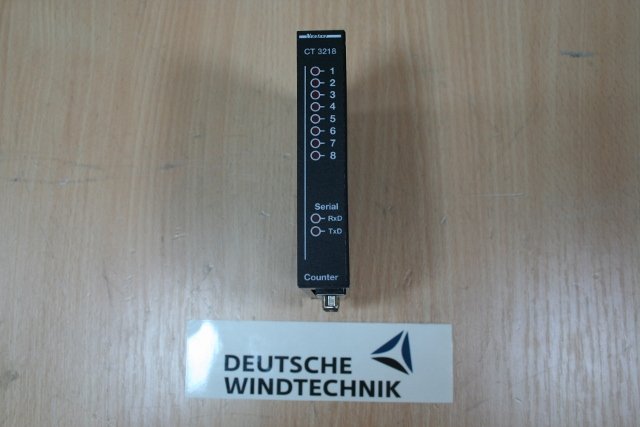 CT 3218
1
2
3
4
5
6
7
8
Serial
RxD
TxD
Counter
DEUTSCHE
WINDTECHNIK